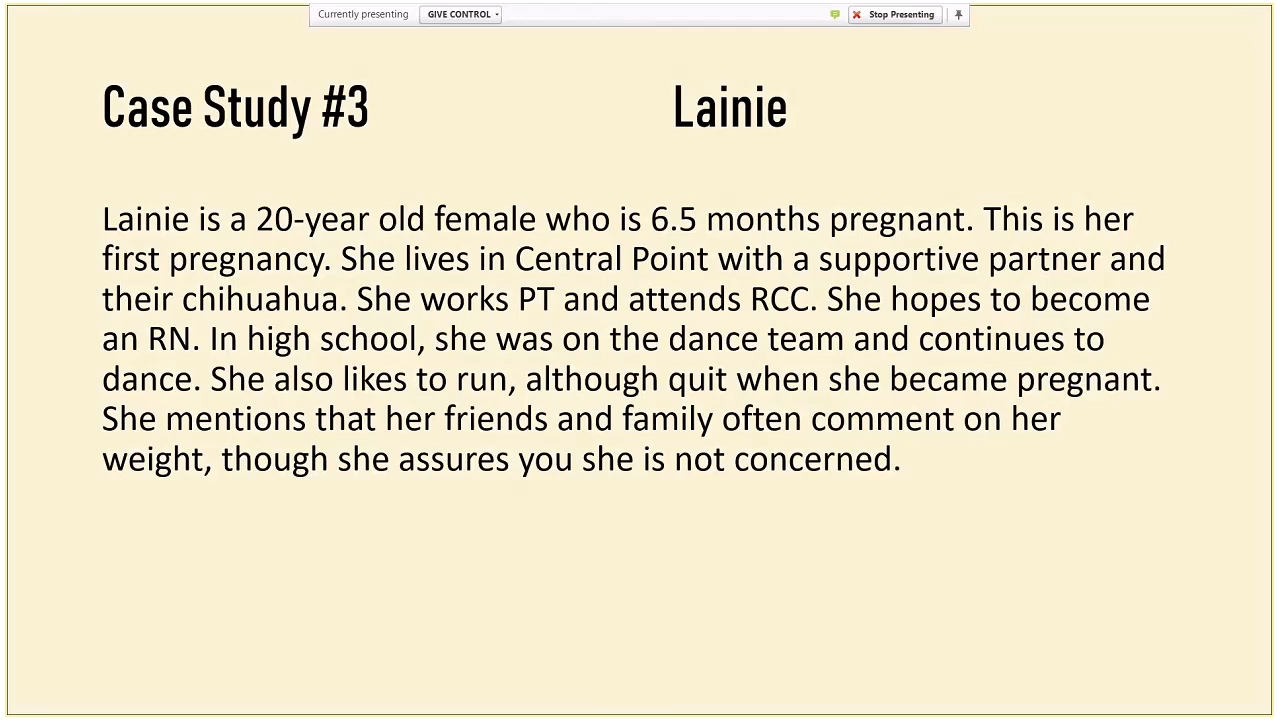 Currently presenting GIVE CONTROL Stop Presenting
Case Study #3 Lainie
Lainie is a 20-year old female who is 6.5 months pregnant. This is her
first pregnancy. She lives in Central Point with a supportive partner and
their chihuahua. She works PT and attends RCC. She hopes to become
an RN. In high school, she was on the dance team and continues to
dance. She also likes to run, although quit when she became pregnant.
She mentions that her friends and family often comment on her
weight, though she assures you she is not concerned.